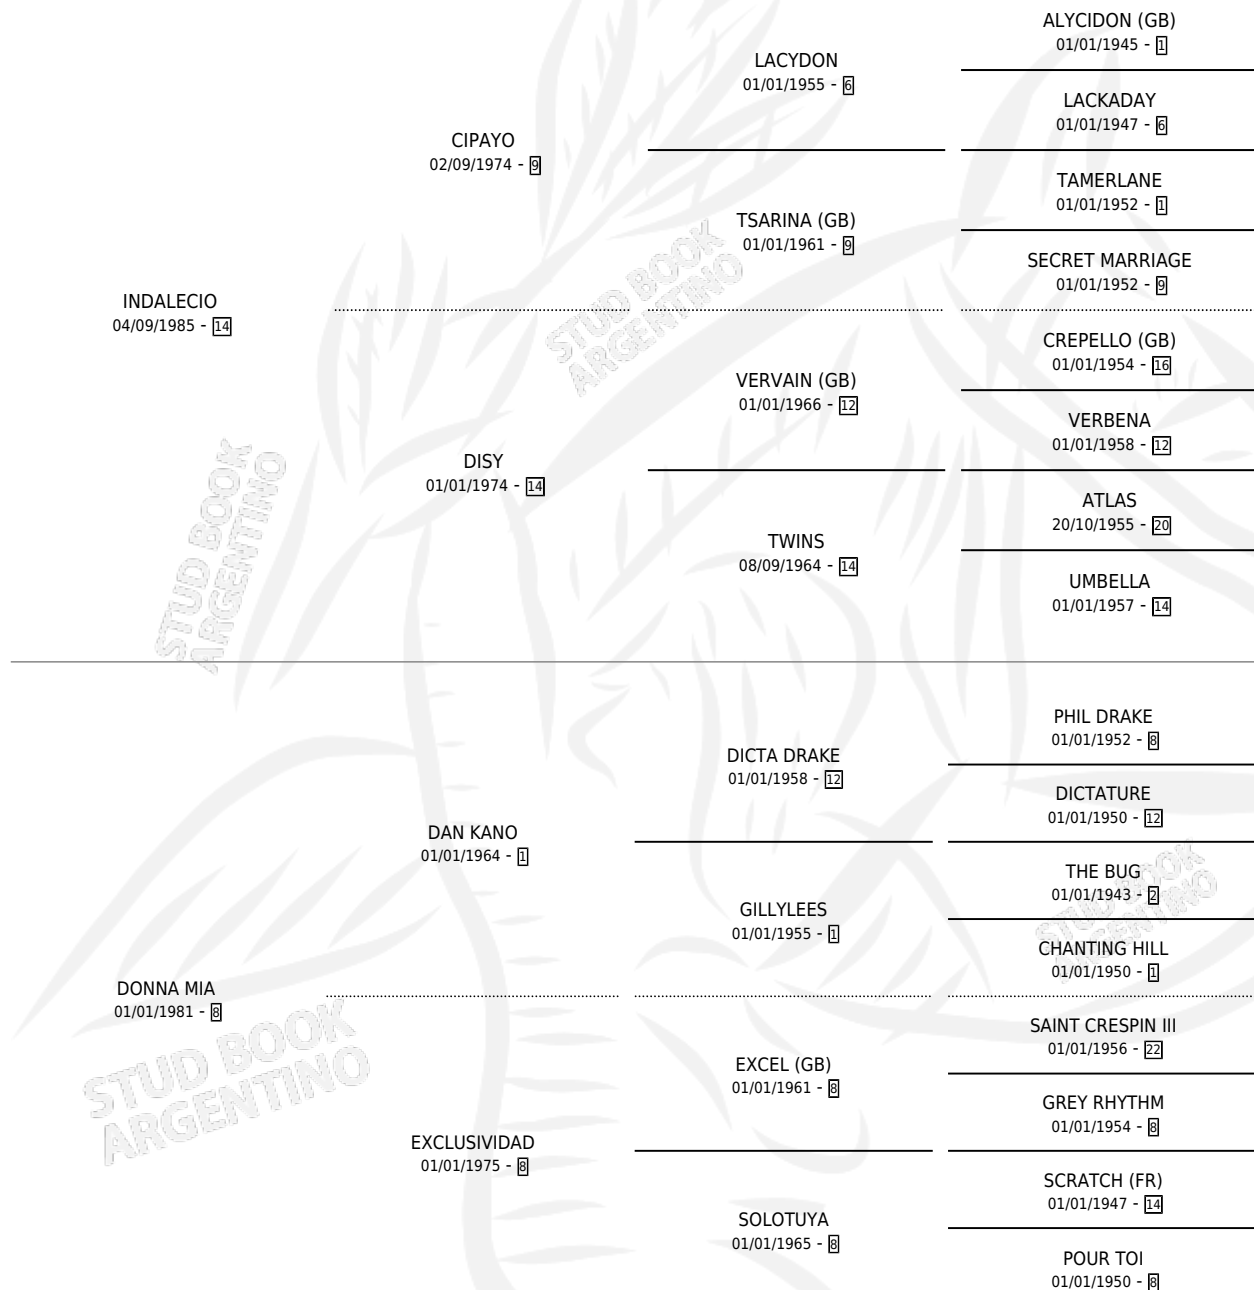 ALYCIDON (GB)
01/01/1945 - 1
LACYDON
01/01/1955 - 6
LACKADAY
01/01/1947 - 6
CIPAYO
02/09/1974 - 9
TAMERLANE
01/01/1952 - 1
TSARINA (GB)
01/01/1961 - 9
SECRET MARRIAGE
01/01/1952 - 9
INDALECIO
04/09/1985 - 14
STUD BOOK
ARGENTINO
CREPELLO (GB)
01/01/1954 - 16
VERVAIN (GB)
01/01/1966 - 12
VERBENA
01/01/1958 - 12
DISY
01/01/1974 - 14
ATLAS
20/10/1955 - 20
TWINS
08/09/1964 - 14
UMBELLA
01/01/1957 - 14
STUD BOOK
ARGENTINO
PHIL DRAKE
01/01/1952 - 8
DICTA DRAKE
01/01/1958 - 12
DICTATURE
01/01/1950 - 12
DAN KANO
01/01/1964 - 1
THE BUG
01/01/1943 - 2
GILLYLEES
01/01/1955 - 1
CHANTING HILL
01/01/1950 - 1
STUD BOOK
ARGENTINO
DONNA MIA
01/01/1981 - 8
SAINT CRESPIN III
01/01/1956 - 22
EXCEL (GB)
01/01/1961 - 8
GREY RHYTHM
01/01/1954 - 8
STUD BOOK
ARGENTINO
EXCLUSIVIDAD
01/01/1975 - 8
SCRATCH (FR)
01/01/1947 - 14
SOLOTUYA
01/01/1965 - 8
POUR TOI
01/01/1950 - 8